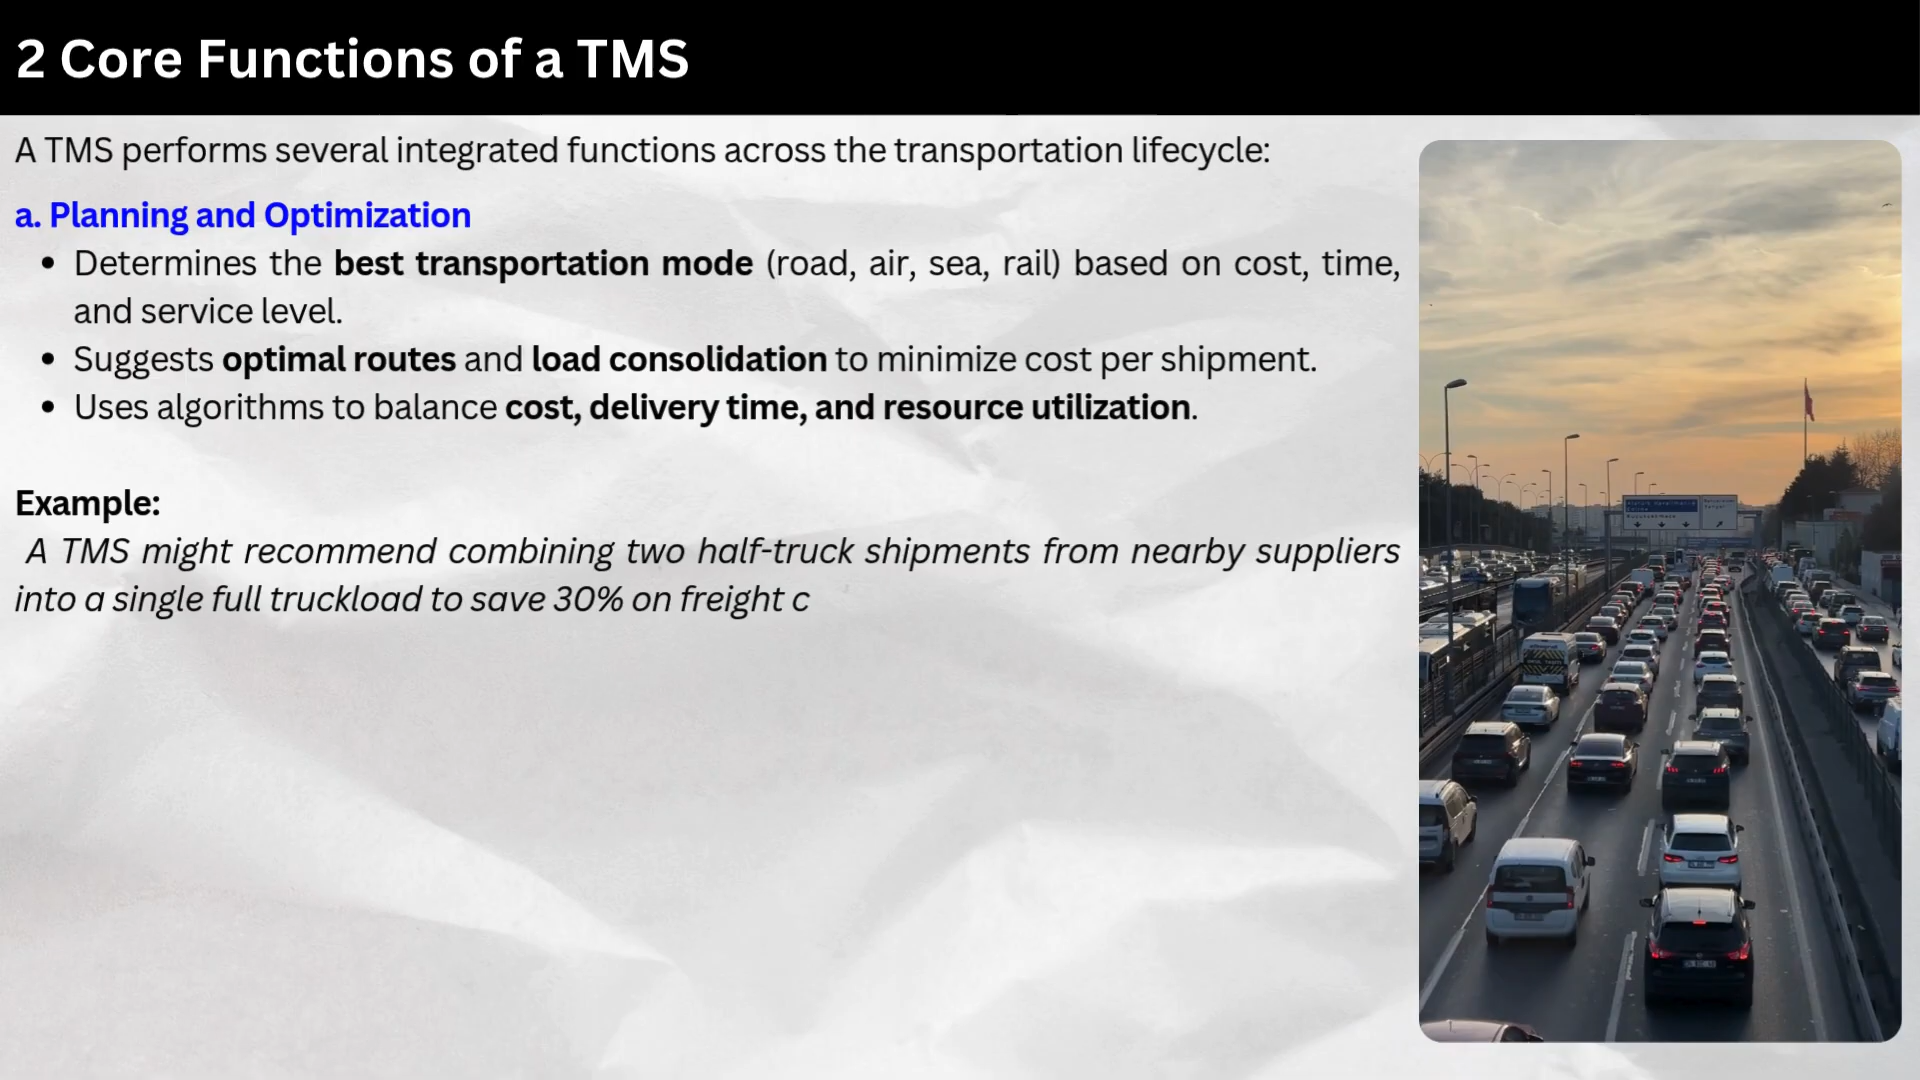 2 Core Functions of a TMS
A TMS performs several integrated functions across the transportation lifecycle:
a. Planning and Optimization
• Determines the best transportation mode (road, air, sea, rail) based on cost, time,
and service level.
• Suggests optimal routes and load consolidation to minimize cost per shipment.
• Uses algorithms to balance cost, delivery time, and resource utilization.
Example:
A TMS might recommend combining two half-truck shipments from nearby suppliers
into a single full truckload to save 30% on freight c